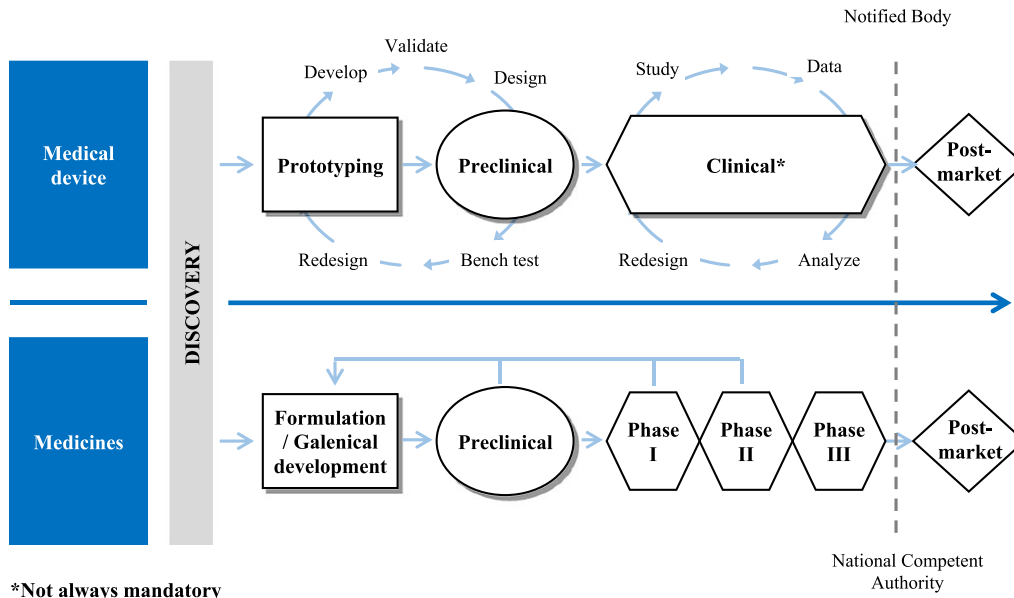 Notified Body
Validate
Develop
Design
Study
Data
Medical
device
Prototyping
Preclinical
Clinical*
Post-
market
Redesign
Bench test
Redesign
Analyze
DISCOVERY
Medicines
Formulation
/ Galenical
development
Preclinical
Phase
I
Phase
II
Phase
III
Post-
market
National Competent
Authority
*Not always mandatory